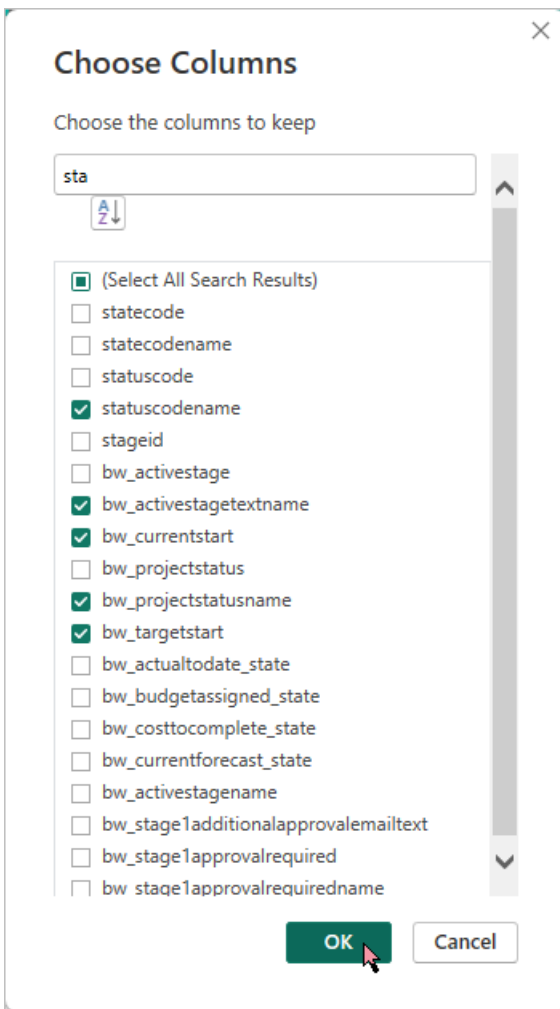 Choose Columns
Choose the columns to keep
sta
AZ
(Select All Search Results)
statecode
statecodename
statuscode
statuscodename
stageid
bw_activestage
bw_activestagetextname
bw_currentstart
bw_projectstatus
bw_projectstatusname
bw_targetstart
bw_actualtodate_state
bw_budgetassigned_state
bw_costtocomplete_state
bw_currentforecast_state
bw_activestagename
bw_stage1additionalapprovalemailtext
bw_stage1approvalrequired
bw_stage1approvalrequiredname
OK Cancel